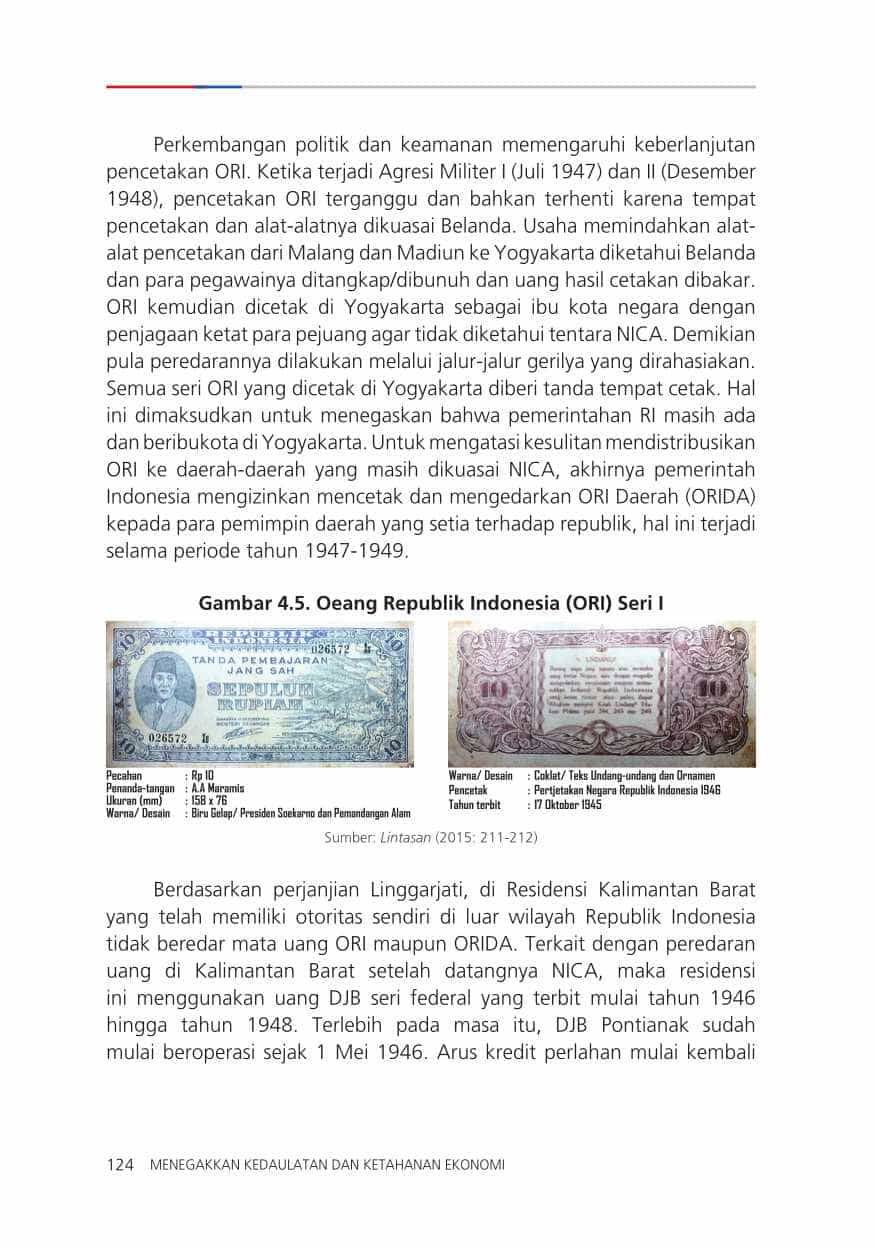 Perkembangan politik dan keamanan memengaruhi keberlanjutan
pencetakan ORI. Ketika terjadi Agresi Militer I (Juli 1947) dan II (Desember
1948), pencetakan ORI terganggu dan bahkan terhenti karena tempat
pencetakan dan alat-alatnya dikuasai Belanda. Usaha memindahkan alat-
alat pencetakan dari Malang dan Madiun ke Yogyakarta diketahui Belanda
dan para pegawainya ditangkap/dibunuh dan uang hasil cetakan dibakar.
ORI kemudian dicetak di Yogyakarta sebagai ibu kota negara dengan
penjagaan ketat para pejuang agar tidak diketahui tentara NICA. Demikian
pula peredarannya dilakukan melalui jalur-jalur gerilya yang dirahasiakan.
Semua seri ORI yang dicetak di Yogyakarta diberi tanda tempat cetak. Hal
ini dimaksudkan untuk menegaskan bahwa pemerintahan RI masih ada
dan beribukota di Yogyakarta. Untuk mengatasi kesulitan mendistribusikan
ORI ke daerah-daerah yang masih dikuasai NICA, akhirnya pemerintah
Indonesia mengizinkan mencetak dan mengedarkan ORI Daerah (ORIDA)
kepada para pemimpin daerah yang setia terhadap republik, hal ini terjadi
selama periode tahun 1947-1949.
Gambar 4.5. Oeang Republik Indonesia (ORI) Seri I
REPUBLIK
INDONESIA
026572
TANDA PEMBAJARAN
JANG SAH
SEPULUH
RUPIAH
MENTERI KEUANGAN
026572
10
10
10
10
UNDANG²
10
10
Pecahan : Rp 10
Penanda-tangan : A.A Maramis
Ukuran (mm) : 158 x 76
Warna/ Desain : Biru Gelap/ Presiden Soekarno dan Pemandangan Alam
Warna/ Desain : Coklat/ Teks Undang-undang dan Ornamen
Pencetak : Pertjetakan Negara Republik Indonesia 1946
Tahun terbit : 17 Oktober 1945
Sumber: Lintasan (2015: 211-212)
Berdasarkan perjanjian Linggarjati, di Residensi Kalimantan Barat
yang telah memiliki otoritas sendiri di luar wilayah Republik Indonesia
tidak beredar mata uang ORI maupun ORIDA. Terkait dengan peredaran
uang di Kalimantan Barat setelah datangnya NICA, maka residensi
ini menggunakan uang DJB seri federal yang terbit mulai tahun 1946
hingga tahun 1948. Terlebih pada masa itu, DJB Pontianak sudah
mulai beroperasi sejak 1 Mei 1946. Arus kredit perlahan mulai kembali
124 MENEGAKKAN KEDAULATAN DAN KETAHANAN EKONOMI